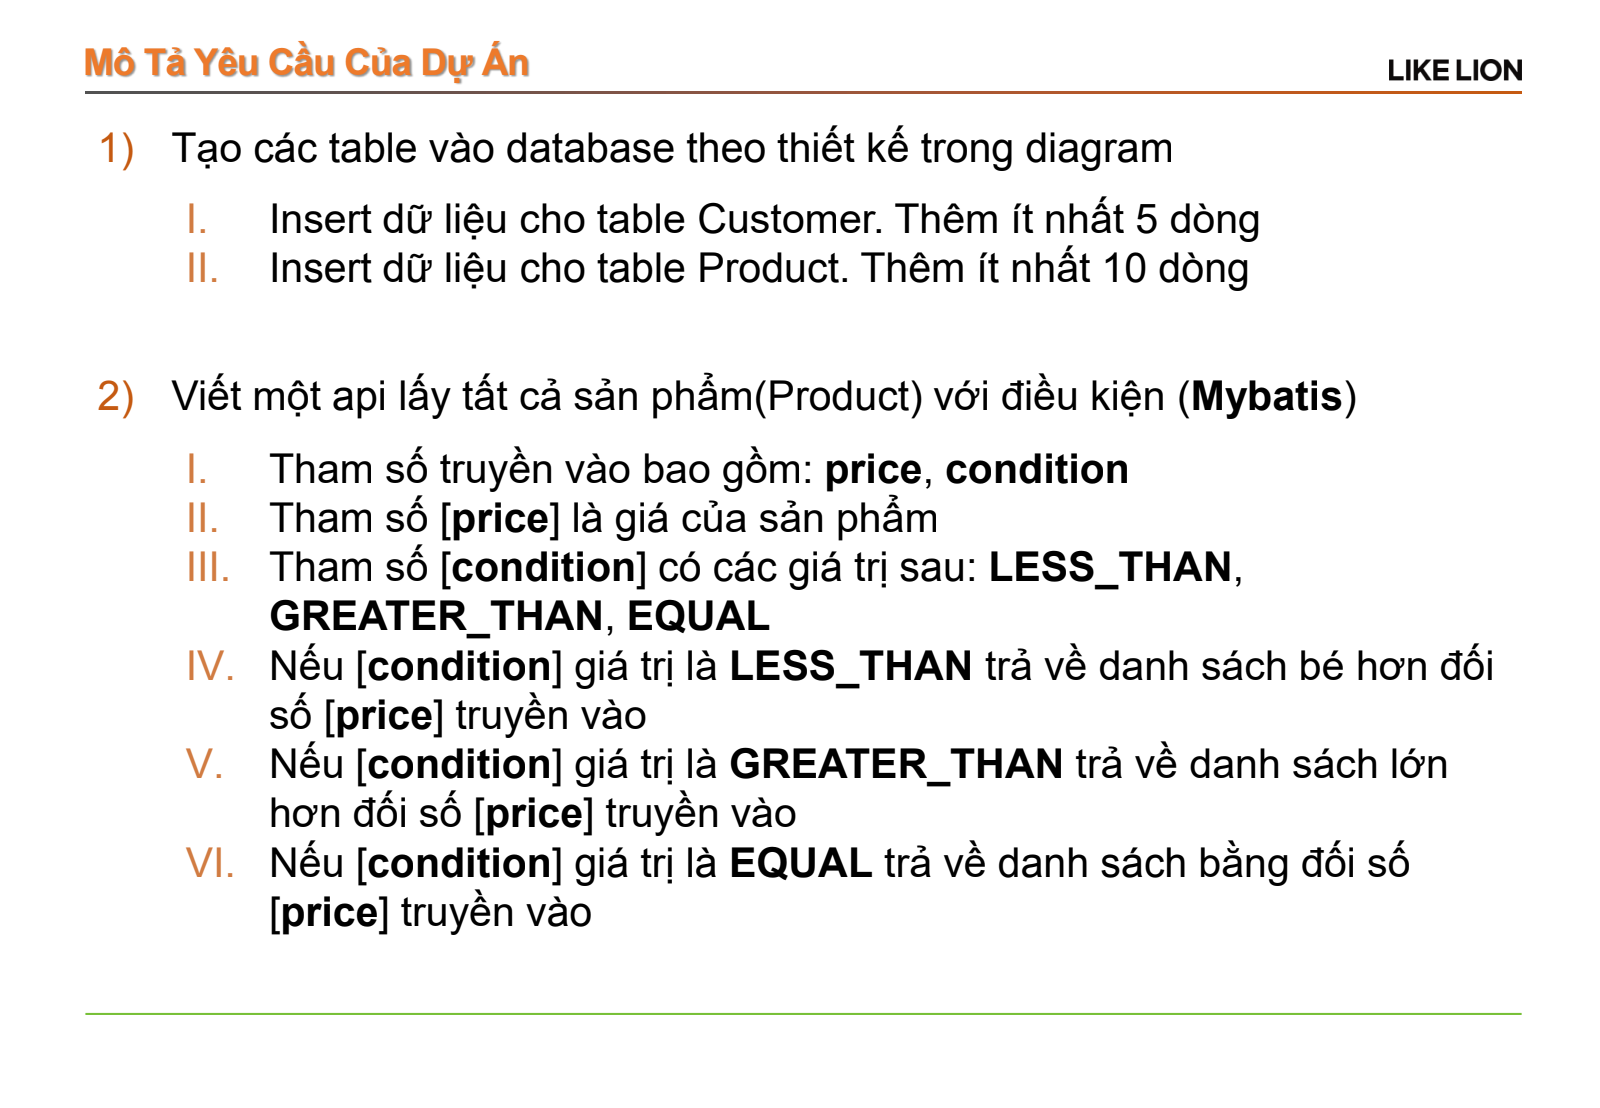 Mô Tả Yêu Cầu Của Dự Án
LIKE LION
1) Tạo các table vào database theo thiết kế trong diagram
I. Insert dữ liệu cho table Customer. Thêm ít nhất 5 dòng
II. Insert dữ liệu cho table Product. Thêm ít nhất 10 dòng
2) Viết một api lấy tất cả sản phẩm(Product) với điều kiện (Mybatis)
I. Tham số truyền vào bao gồm: price, condition
II. Tham số [price] là giá của sản phẩm
III. Tham số [condition] có các giá trị sau: LESS_THAN,
GREATER_THAN, EQUAL
IV. Nếu [condition] giá trị là LESS_THAN trả về danh sách bé hơn đối
số [price] truyền vào
V. Nếu [condition] giá trị là GREATER_THAN trả về danh sách lớn
hơn đối số [price] truyền vào
VI. Nếu [condition] giá trị là EQUAL trả về danh sách bằng đối số
[price] truyền vào